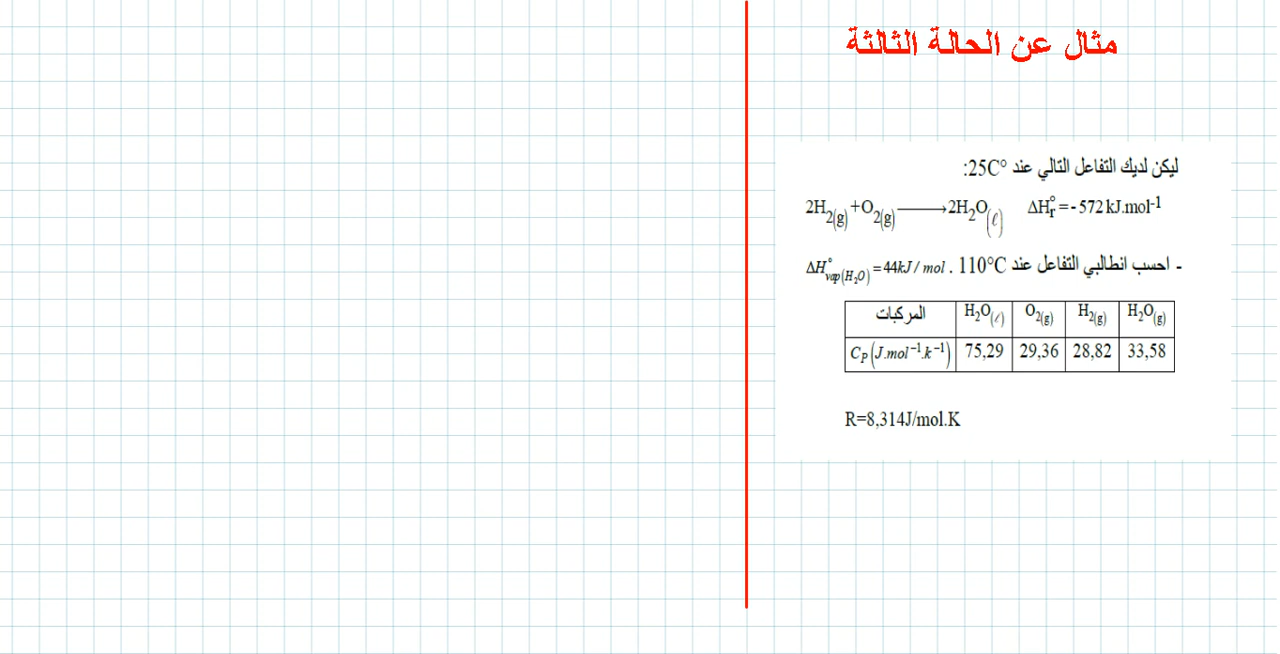 مثال عن الحالة الثالثة
ليكن لديك التفاعل التالي عند 25C°:
2H2(g)+O2(g)⟶2H2O(ℓ) ΔH°r=-572 kJ.mol-1
- احسب انطالبي التفاعل عند 110°C . ΔH°vap(H2O)=44kJ / mol
المركبات H2O(ℓ) O2(g) H2(g) H2O(g)
CP(J.mol−1.k−1) 75,29 29,36 28,82 33,58
R=8,314J/mol.K